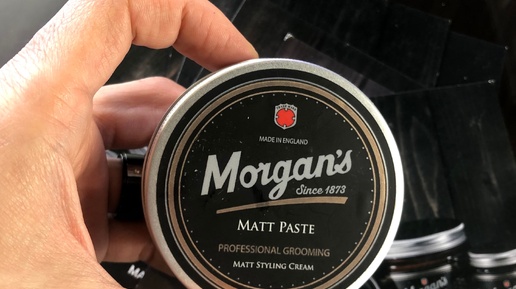 MADE IN ENGLAND
Morgan's
Since 1873
MATT PASTE
PROFESSIONAL GROOMING
MATT STYLING CREAM